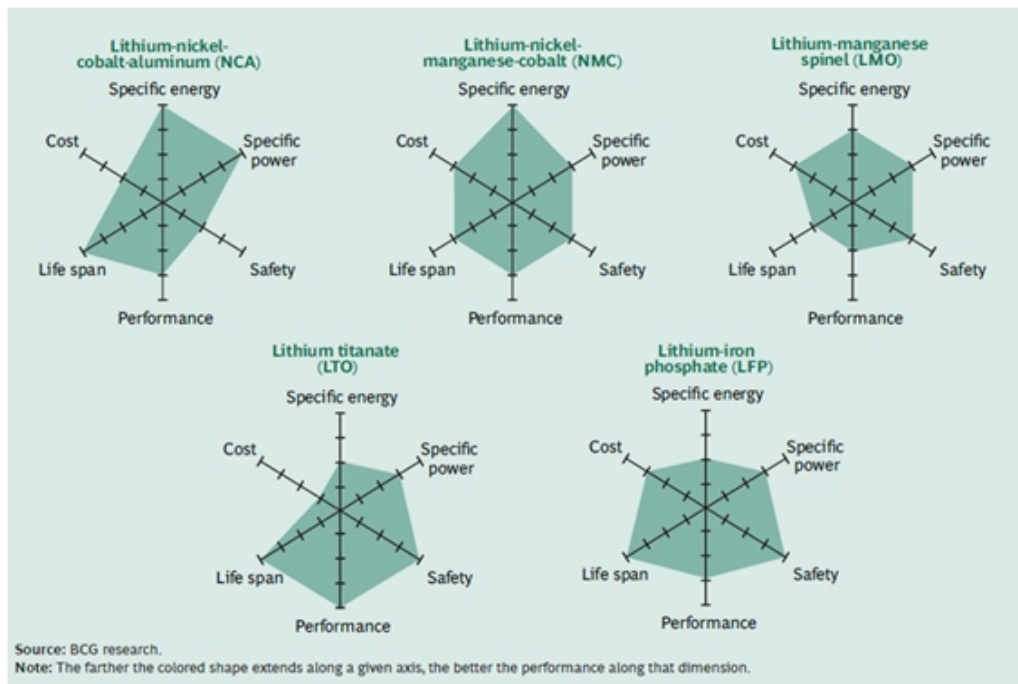 Lithium-nickel-
cobalt-aluminum (NCA)
Specific energy
Cost
Specific
power
Life span
Safety
Performance
Lithium-nickel-
manganese-cobalt (NMC)
Specific energy
Cost
Specific
power
Life span
Safety
Performance
Lithium-manganese
spinel (LMO)
Specific energy
Cost
Specific
power
Life span
Safety
Performance
Lithium titanate
(LTO)
Specific energy
Cost
Specific
power
Life span
Safety
Performance
Lithium-iron
phosphate (LFP)
Specific energy
Cost
Specific
power
Life span
Safety
Performance
Source: BCG research.
Note: The farther the colored shape extends along a given axis, the better the performance along that dimension.